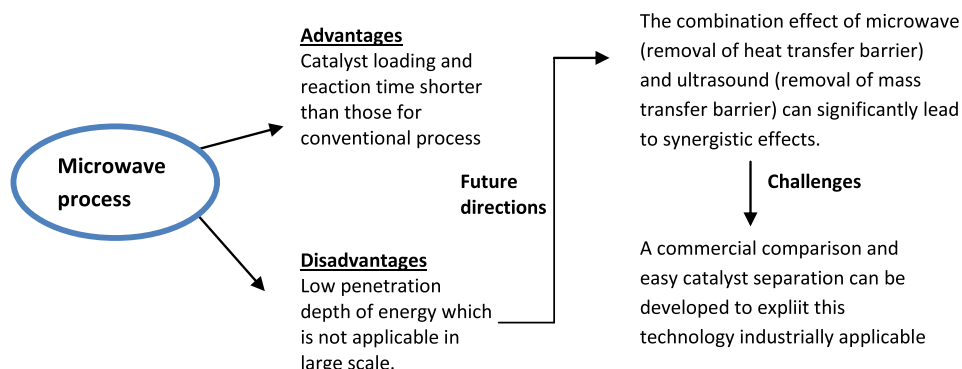 Microwave
process
Advantages
Catalyst loading and
reaction time shorter
than those for
conventional process
Disadvantages
Low penetration
depth of energy which
is not applicable in
large scale.
Future
directions
The combination effect of microwave
(removal of heat transfer barrier)
and ultrasound (removal of mass
transfer barrier) can significantly lead
to synergistic effects.
Challenges
A commercial comparison and
easy catalyst separation can be
developed to expliit this
technology industrially applicable